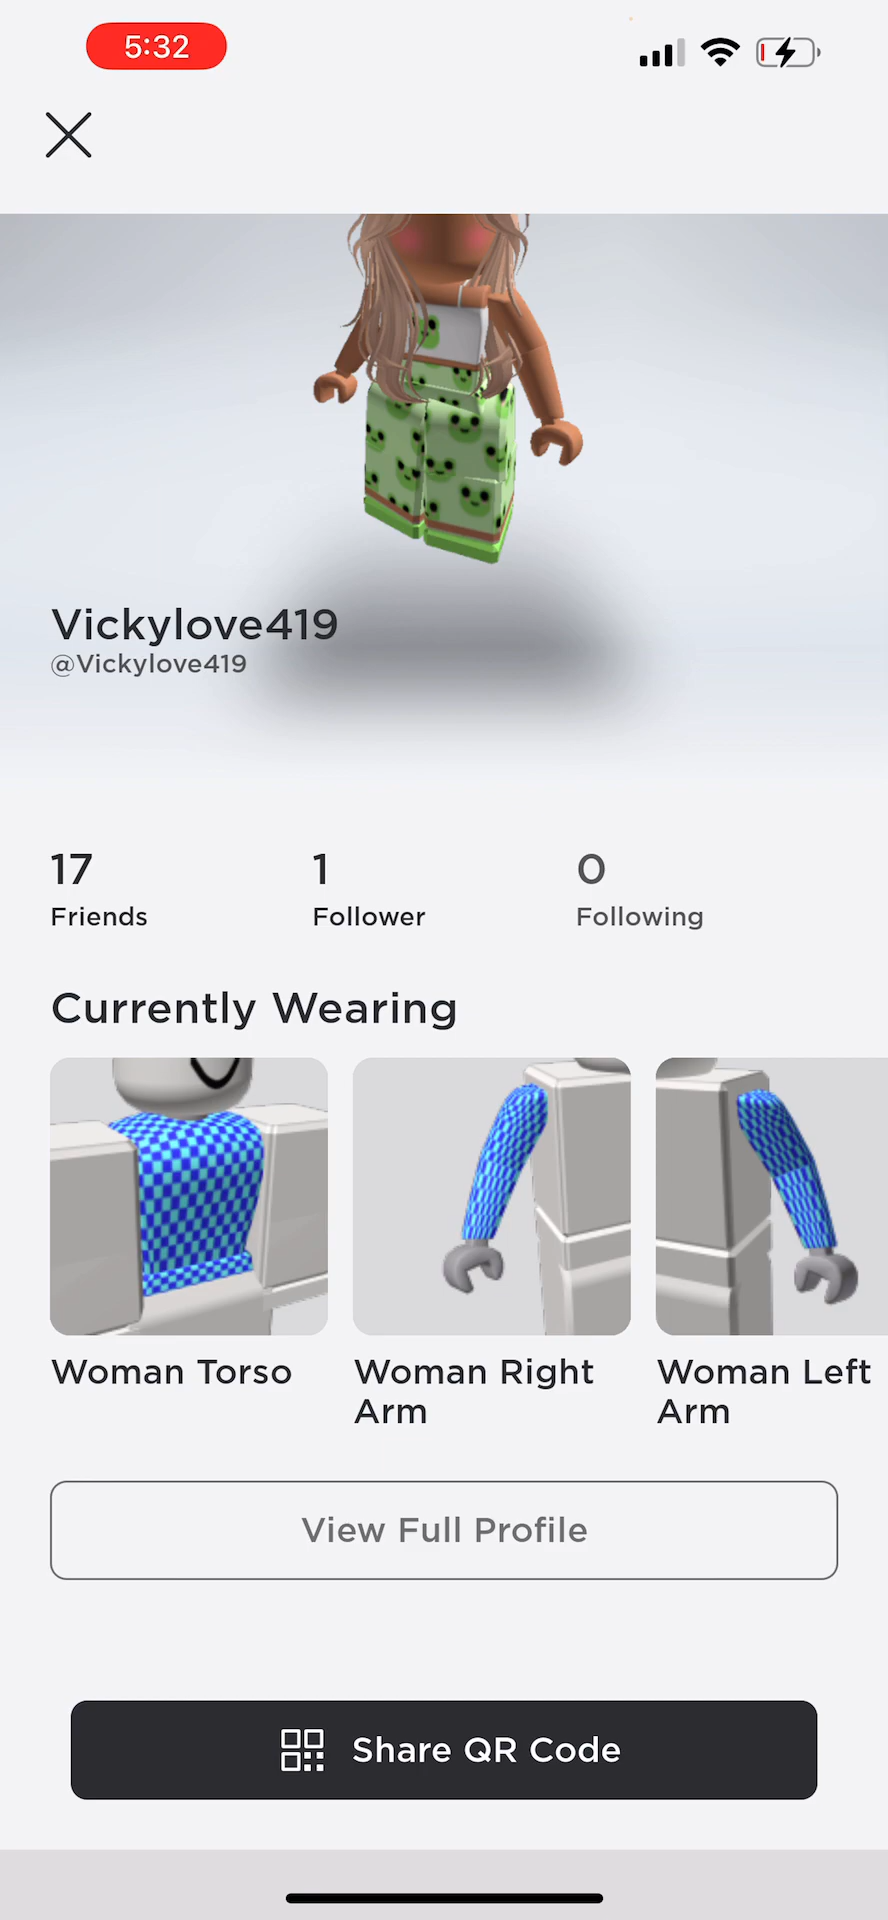 5:32
Vickylove419
@Vickylove419
17 1 0
Friends Follower Following
Currently Wearing
Woman Torso
Woman Right
Arm
Woman Left
Arm
View Full Profile
Share QR Code